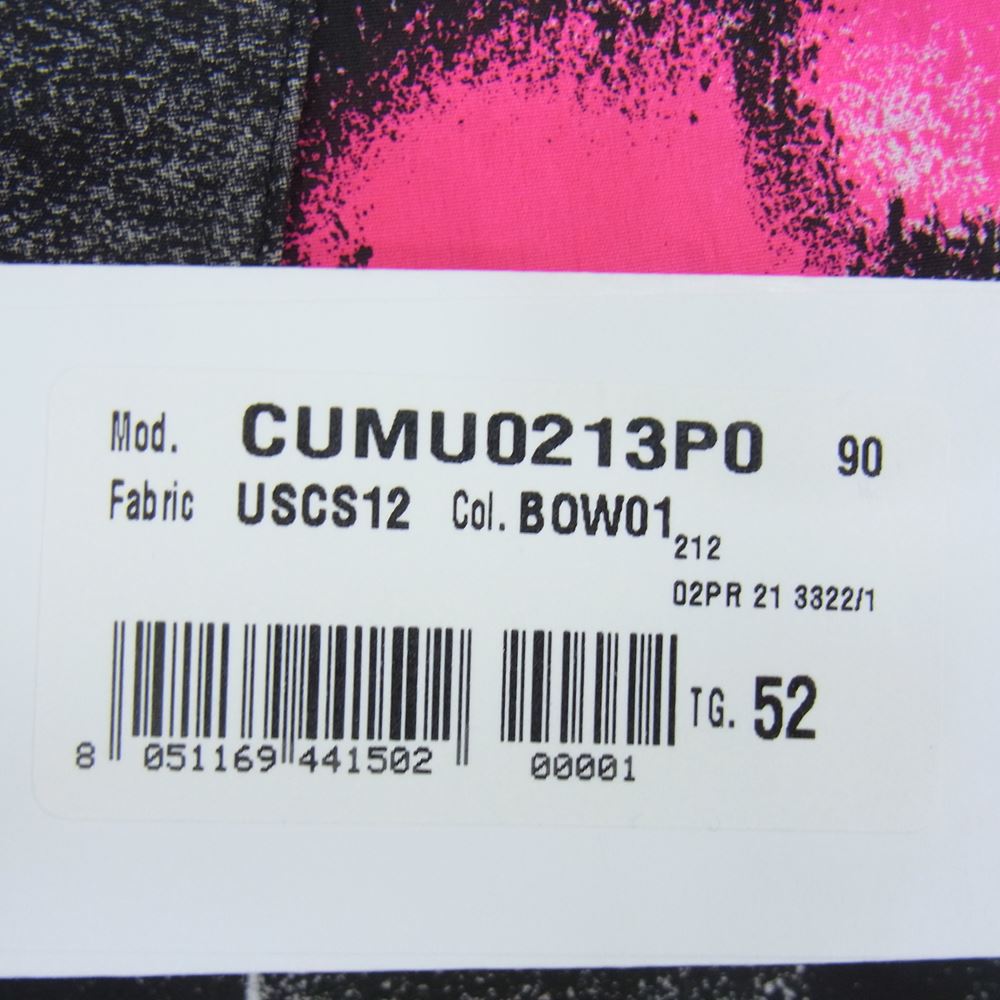 Mod. CUMU0213P0 90
Fabric USCS12 Col. BOW01
212
02PR 21 3322/1
TG. 52
8 051169 441502 00001